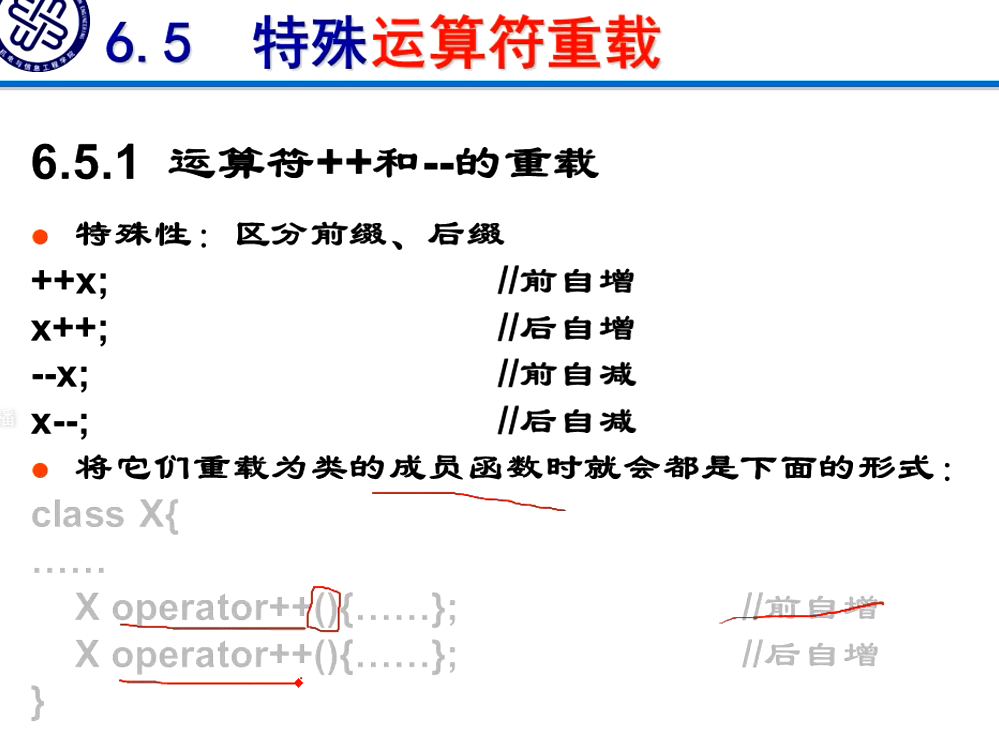 6.5 特殊运算符重载
6.5.1 运算符++和--的重载
● 特殊性：区分前缀、后缀
++x; //前自增
x++; //后自增
--x; //前自减
x--; //后自减
● 将它们重载为类的成员函数时就会都是下面的形式：
class X{
……
X operator++(){……}; //前自增
X operator++(){……}; //后自增
}